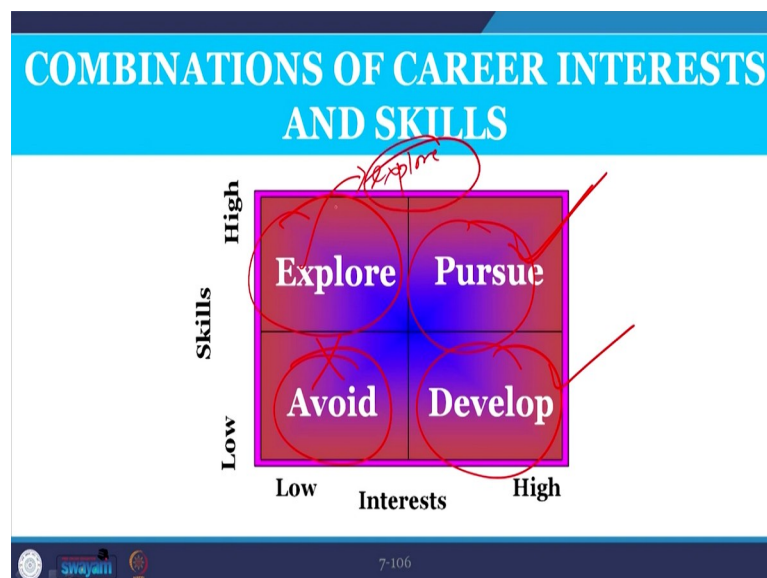 COMBINATIONS OF CAREER INTERESTS
AND SKILLS
explore
High
Explore Pursue
Skills
Avoid Develop
Low
Low High
Interests
swayam 7-106